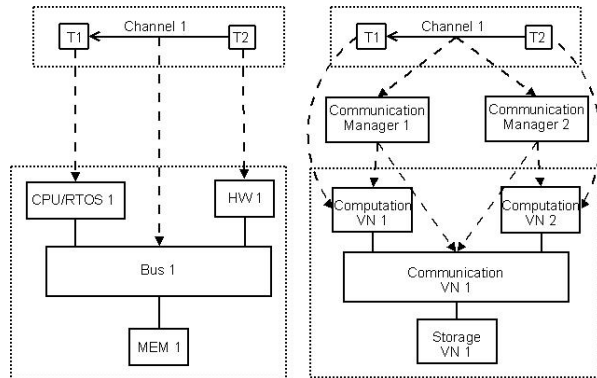 Channel 1
T1
T2
CPU/RTOS 1
HW 1
Bus 1
MEM 1
Channel 1
T1
T2
Communication
Manager 1
Communication
Manager 2
Computation
VN 1
Computation
VN 2
Communication
VN 1
Storage
VN 1